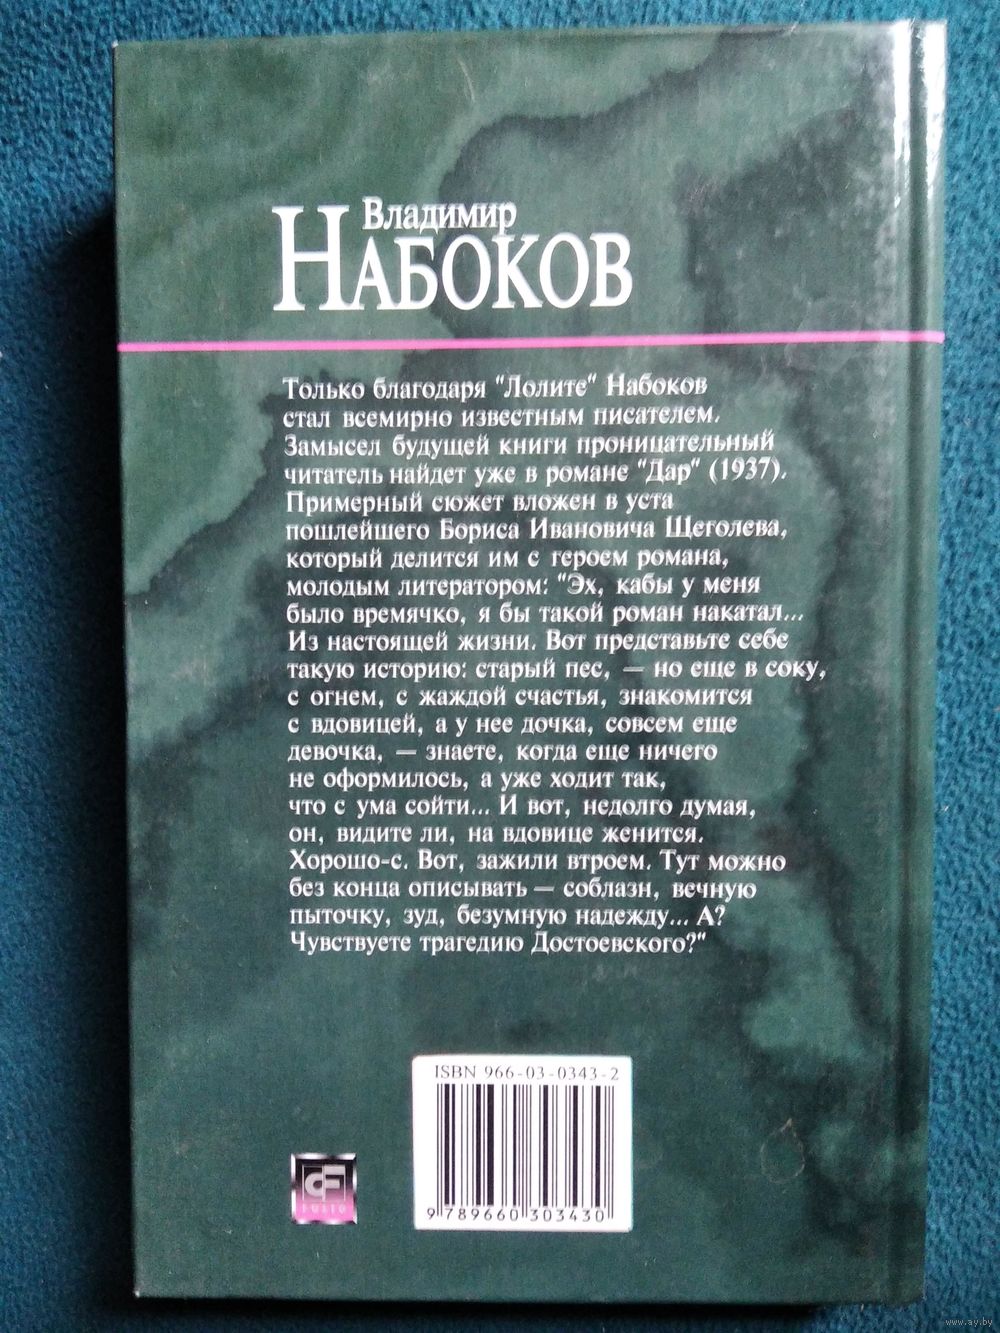 Владимир
НАБОКОВ
Только благодаря "Лолите" Набоков
стал всемирно известным писателем.
Замысел будущей книги проницательный
читатель найдет уже в романе "Дар" (1937).
Примерный сюжет вложен в уста
пошлейшего Бориса Ивановича Щеголева,
который делится им с героем романа,
молодым литератором: "Эх, кабы у меня
было времячко, я бы такой роман накатал...
Из настоящей жизни. Вот представьте себе
такую историю: старый пес, — но еще в соку,
с огнем, с жаждой счастья, знакомится
с вдовицей, а у нее дочка, совсем еще
девочка, — знаете, когда еще ничего
не оформилось, а уже ходит так,
что с ума сойти... И вот, недолго думая,
он, видите ли, на вдовице женится.
Хорошо-с. Вот, зажили втроем. Тут можно
без конца описывать — соблазн, вечную
пыточку, зуд, безумную надежду... А?
Чувствуете трагедию Достоевского?"
ISBN 966-03-0343-2
9 789660 303430
FOLIO
www.ay.by